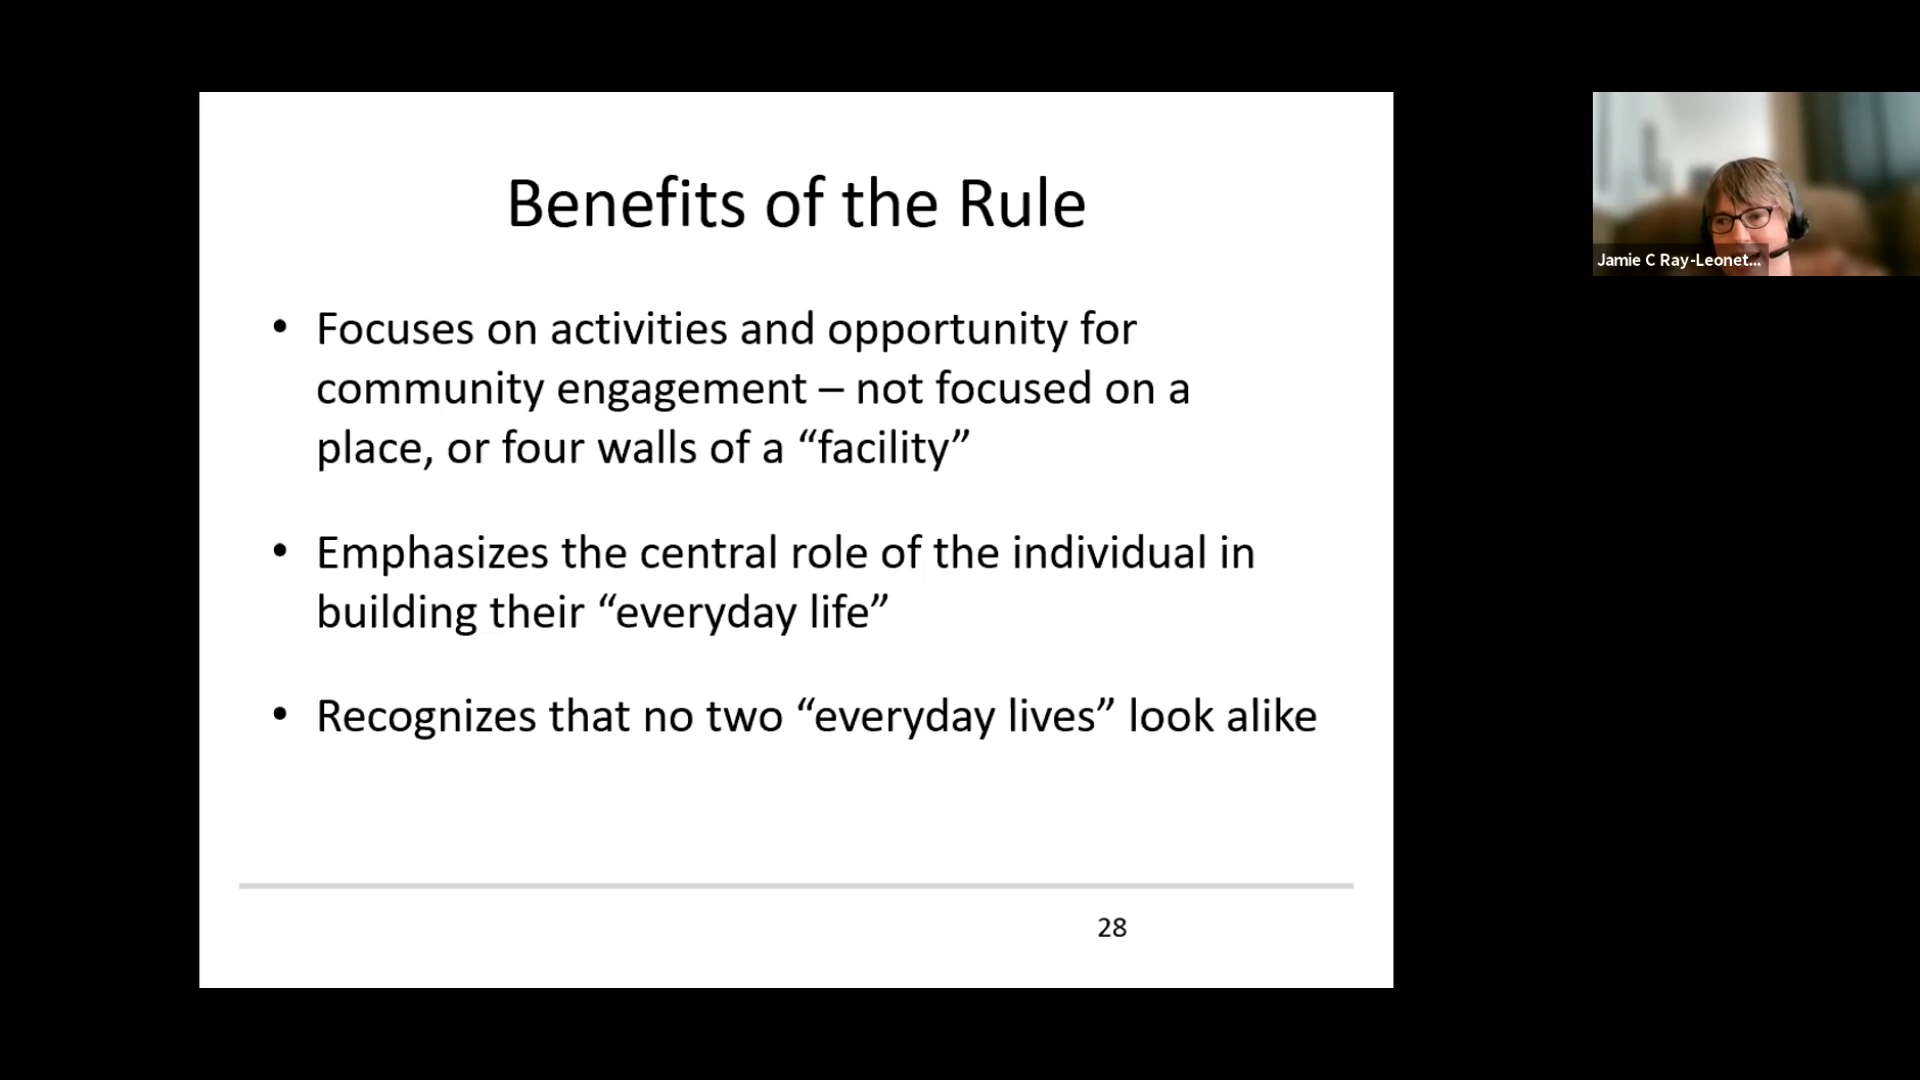 Benefits of the Rule
• Focuses on activities and opportunity for
community engagement – not focused on a
place, or four walls of a “facility”
• Emphasizes the central role of the individual in
building their “everyday life”
• Recognizes that no two “everyday lives” look alike
28
Jamie C Ray-Leonet...